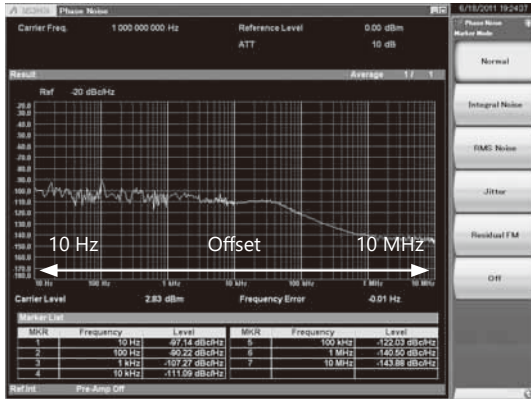 Phase Noise
6/18/2011 19:24:37
Carrier Freq. 1 000 000 000 Hz Reference Level 0.00 dBm
ATT 10 dB
Phase Noise
Marker Mode
Normal
Integral Noise
RMS Noise
Jitter
Residual FM
Off
Result Average 1 / 1
Ref -20 dBc/Hz
10 Hz Offset 10 MHz
10 Hz 100 Hz 1 kHz 10 kHz 100 kHz 1 MHz 10 MHz
Carrier Level 2.83 dBm Frequency Error -0.01 Hz
Marker List
MKR Frequency Level MKR Frequency Level
1 10 Hz -97.14 dBc/Hz 5 100 kHz -122.03 dBc/Hz
2 100 Hz -90.22 dBc/Hz 6 1 MHz -140.50 dBc/Hz
3 1 kHz -107.27 dBc/Hz 7 10 MHz -143.88 dBc/Hz
4 10 kHz -111.09 dBc/Hz
Ref.Int Pre-Amp Off